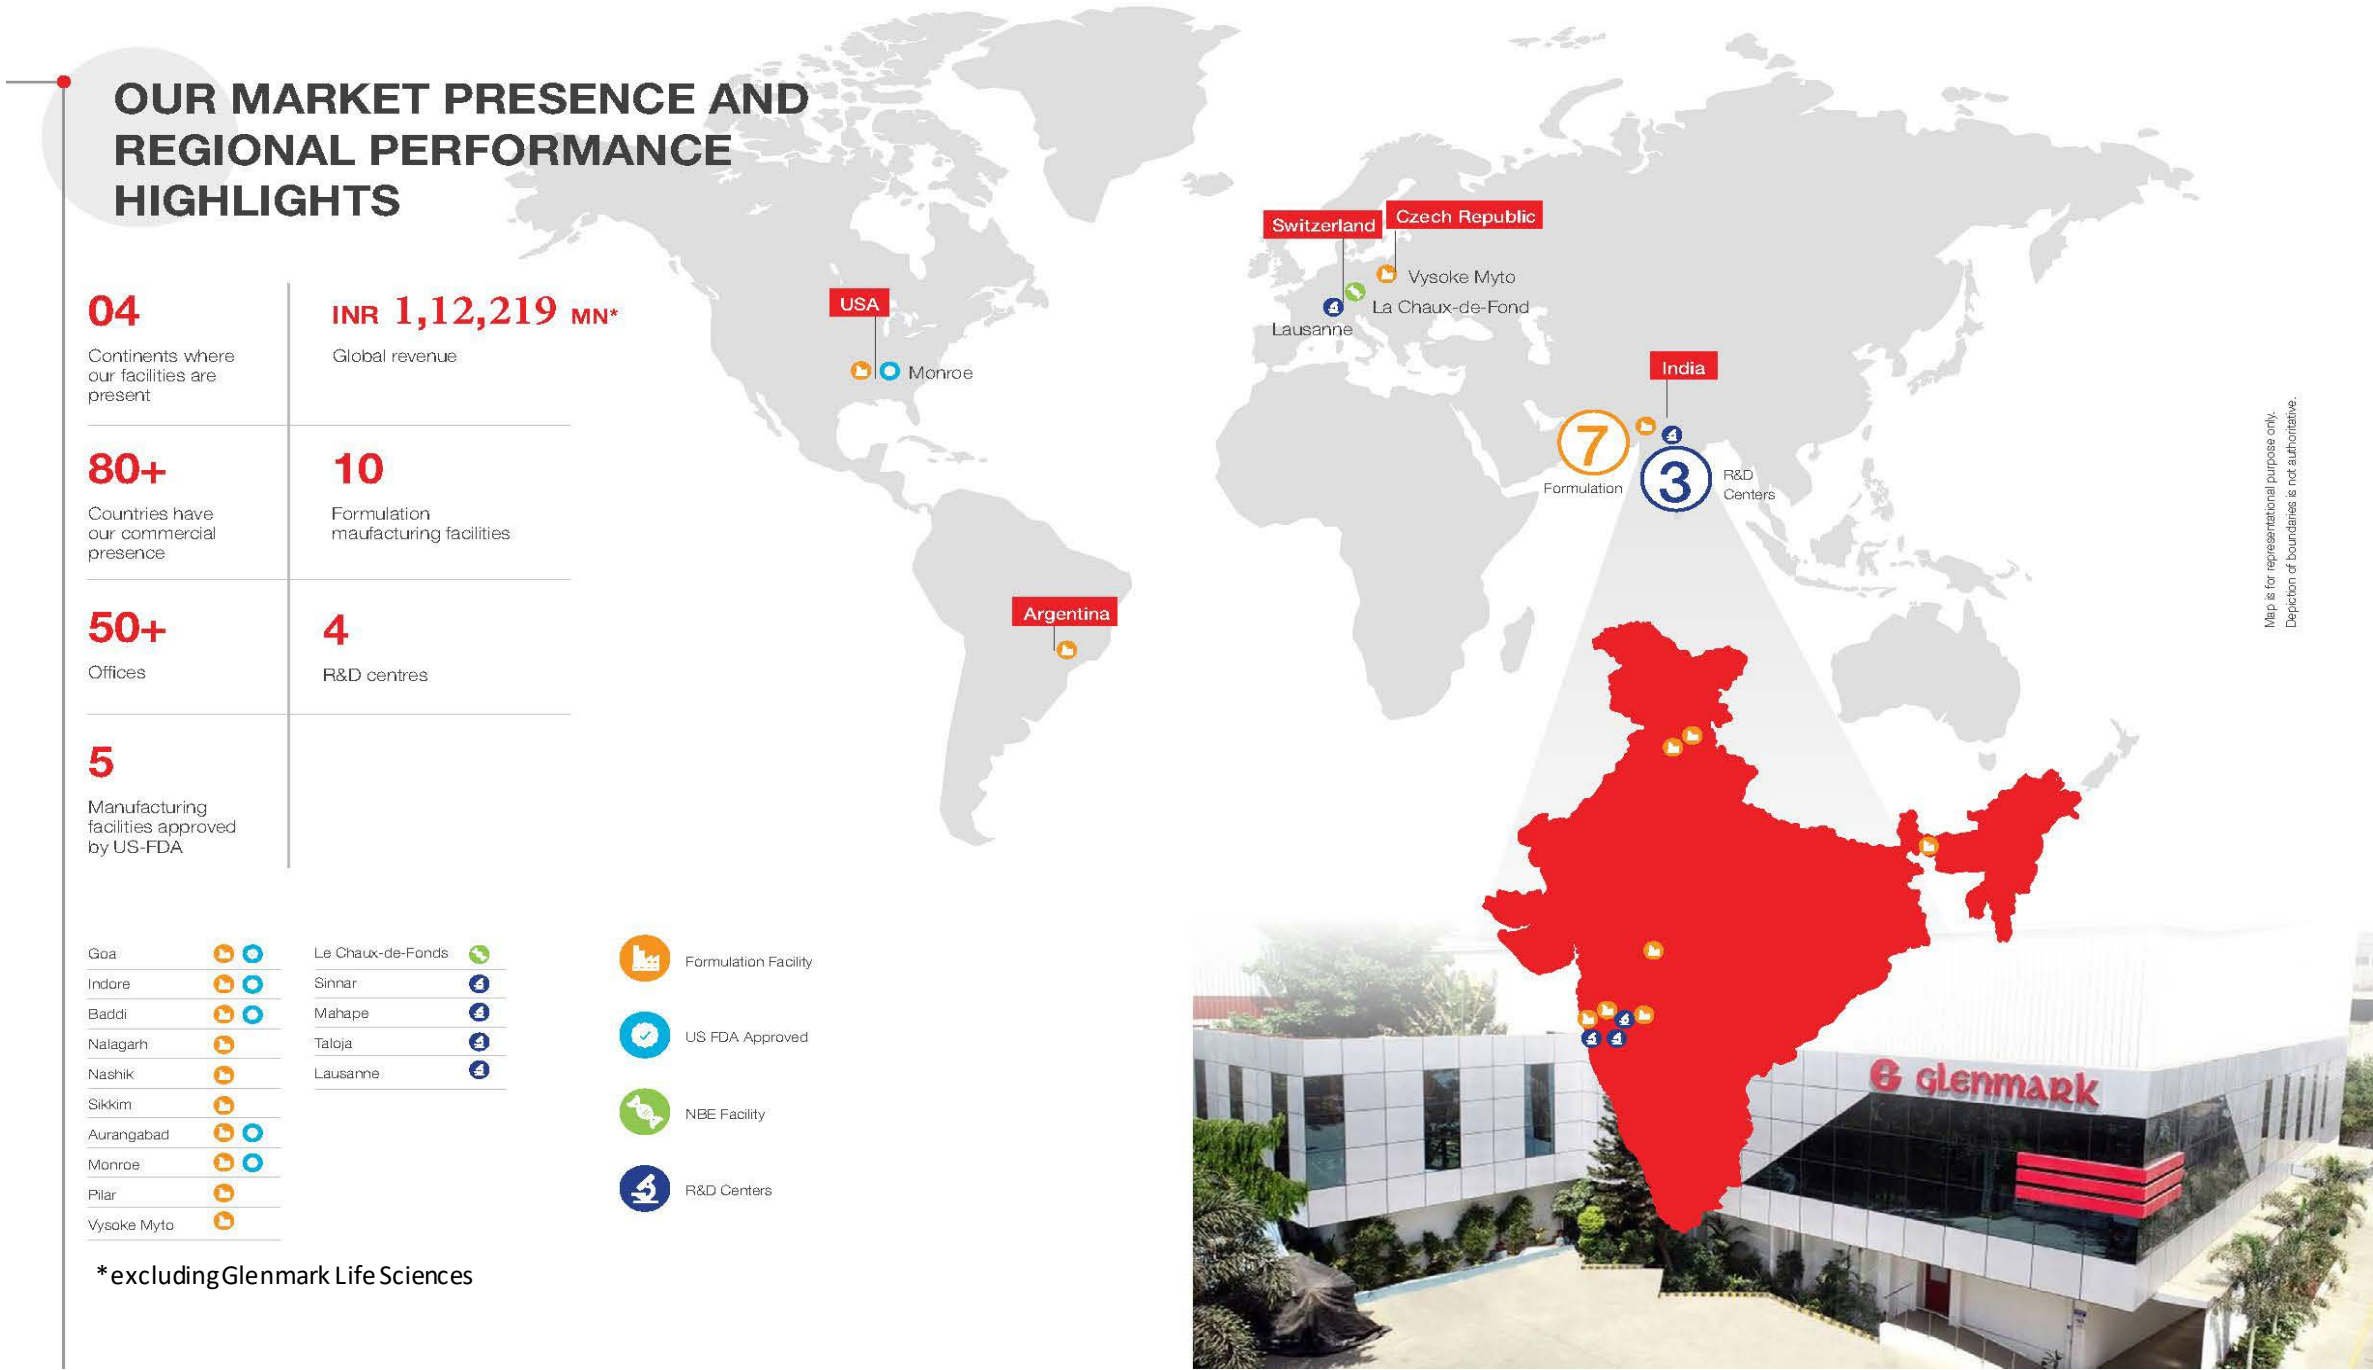 OUR MARKET PRESENCE AND
REGIONAL PERFORMANCE
HIGHLIGHTS
04
Continents where
our facilities are
present
INR 1,12,219 MN*
Global revenue
80+
Countries have
our commercial
presence
10
Formulation
maufacturing facilities
50+
Offices
4
R&D centres
5
Manufacturing
facilities approved
by US-FDA
Goa
Indore
Baddi
Nalagarh
Nashik
Sikkim
Aurangabad
Monroe
Pilar
Vysoke Myto
Le Chaux-de-Fonds
Sinnar
Mahape
Taloja
Lausanne
Formulation Facility
US FDA Approved
NBE Facility
R&D Centers
*excluding Glenmark Life Sciences
USA
Monroe
Argentina
Switzerland
Czech Republic
Vysoke Myto
La Chaux-de-Fond
Lausanne
India
7
Formulation
3
R&D
Centers
Map is for representational purpose only.
Depiction of boundaries is not authoritative.
G glenmark